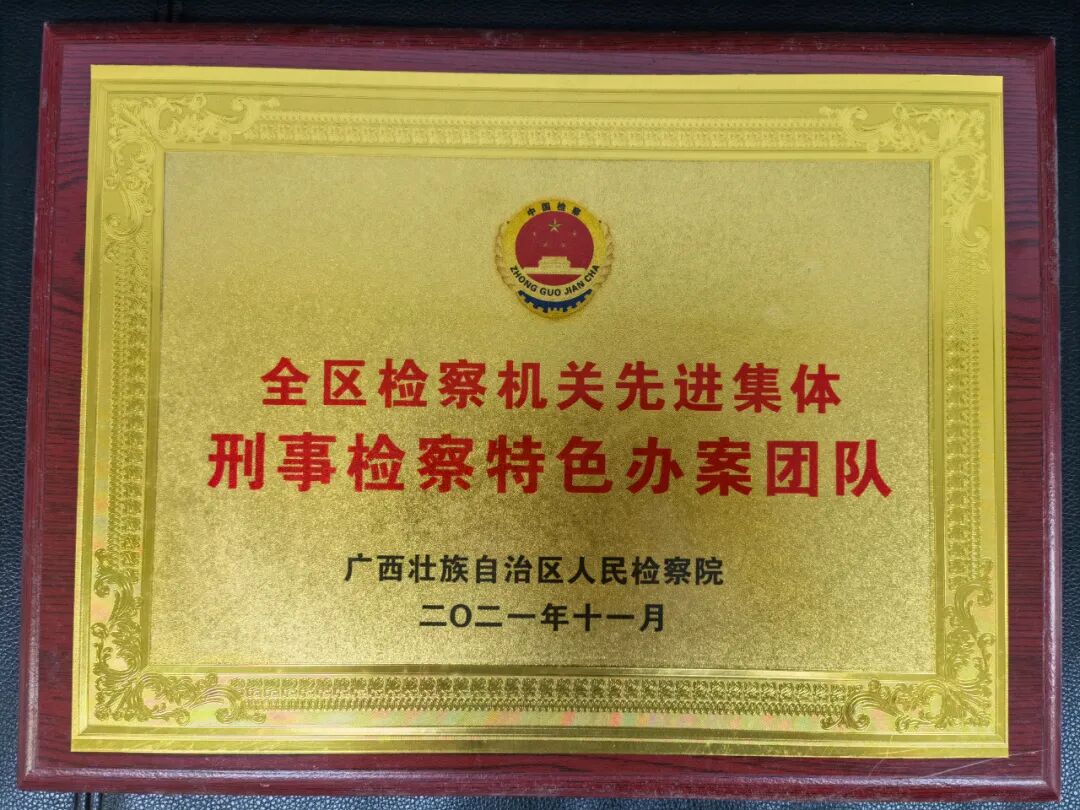 中国检察
ZHONG GUO JIAN CHA
全区检察机关先进集体
刑事检察特色办案团队
广西壮族自治区人民检察院
二〇二一年十一月